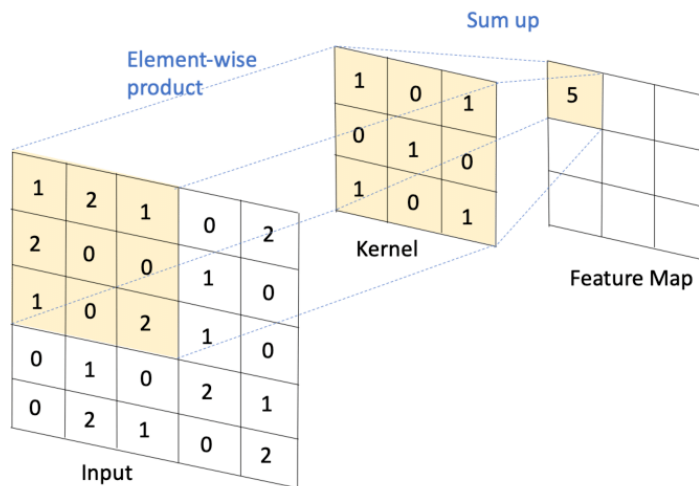 Sum up
Element-wise
product
1 0 1
0 1 0
1 0 1
Kernel
5
Feature Map
1 2 1 0 2
2 0 0 1 0
1 0 2 1 0
0 1 0 2 1
0 2 1 0 2
Input